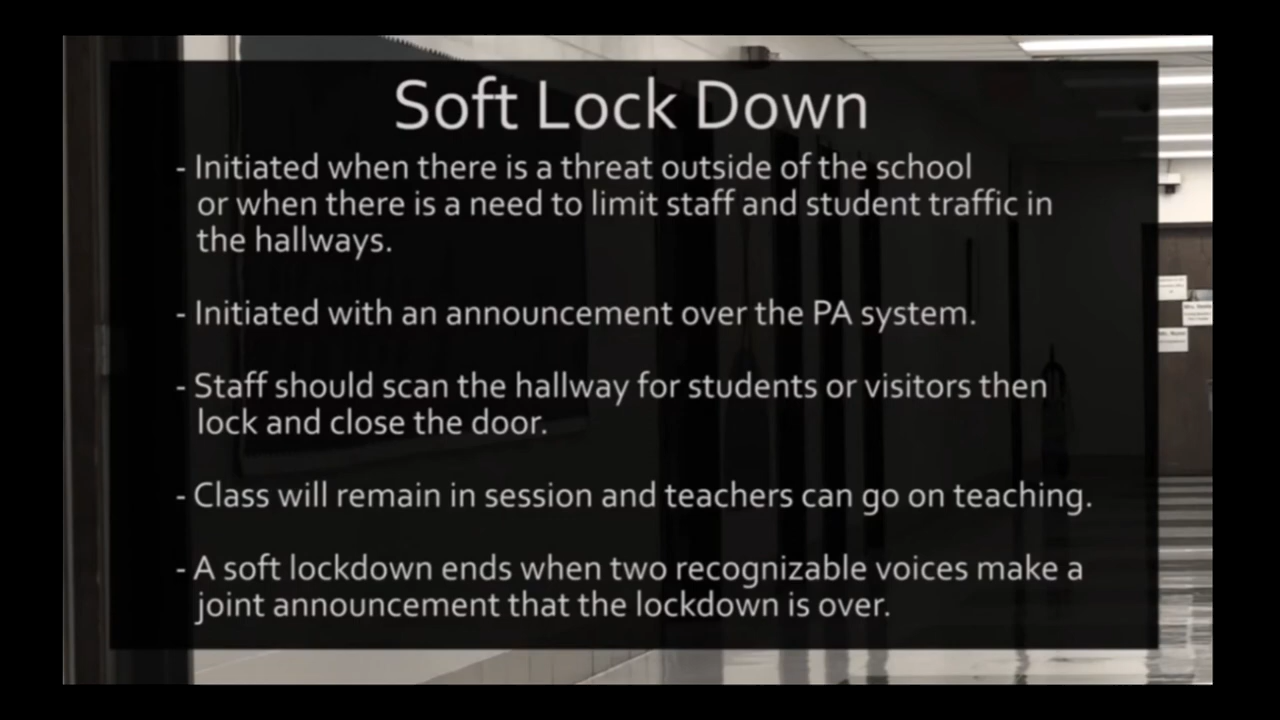 Soft Lock Down
- Initiated when there is a threat outside of the school
or when there is a need to limit staff and student traffic in
the hallways.
- Initiated with an announcement over the PA system.
- Staff should scan the hallway for students or visitors then
lock and close the door.
- Class will remain in session and teachers can go on teaching.
- A soft lockdown ends when two recognizable voices make a
joint announcement that the lockdown is over.